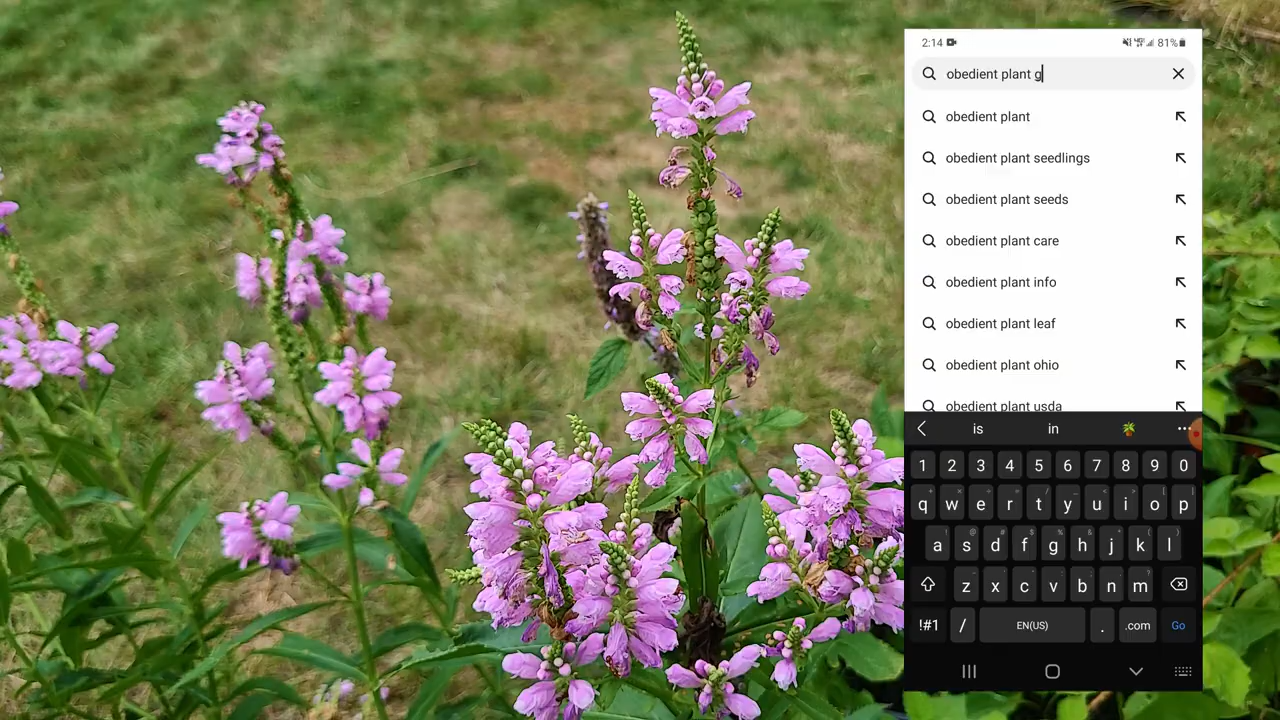 2:14 81%
obedient plant g
obedient plant
obedient plant seedlings
obedient plant seeds
obedient plant care
obedient plant info
obedient plant leaf
obedient plant ohio
obedient plant usda
is in
1 2 3 4 5 6 7 8 9 0
q w e r t y u i o p
a s d f g h j k l
z x c v b n m
!#1 / EN(US) . .com Go